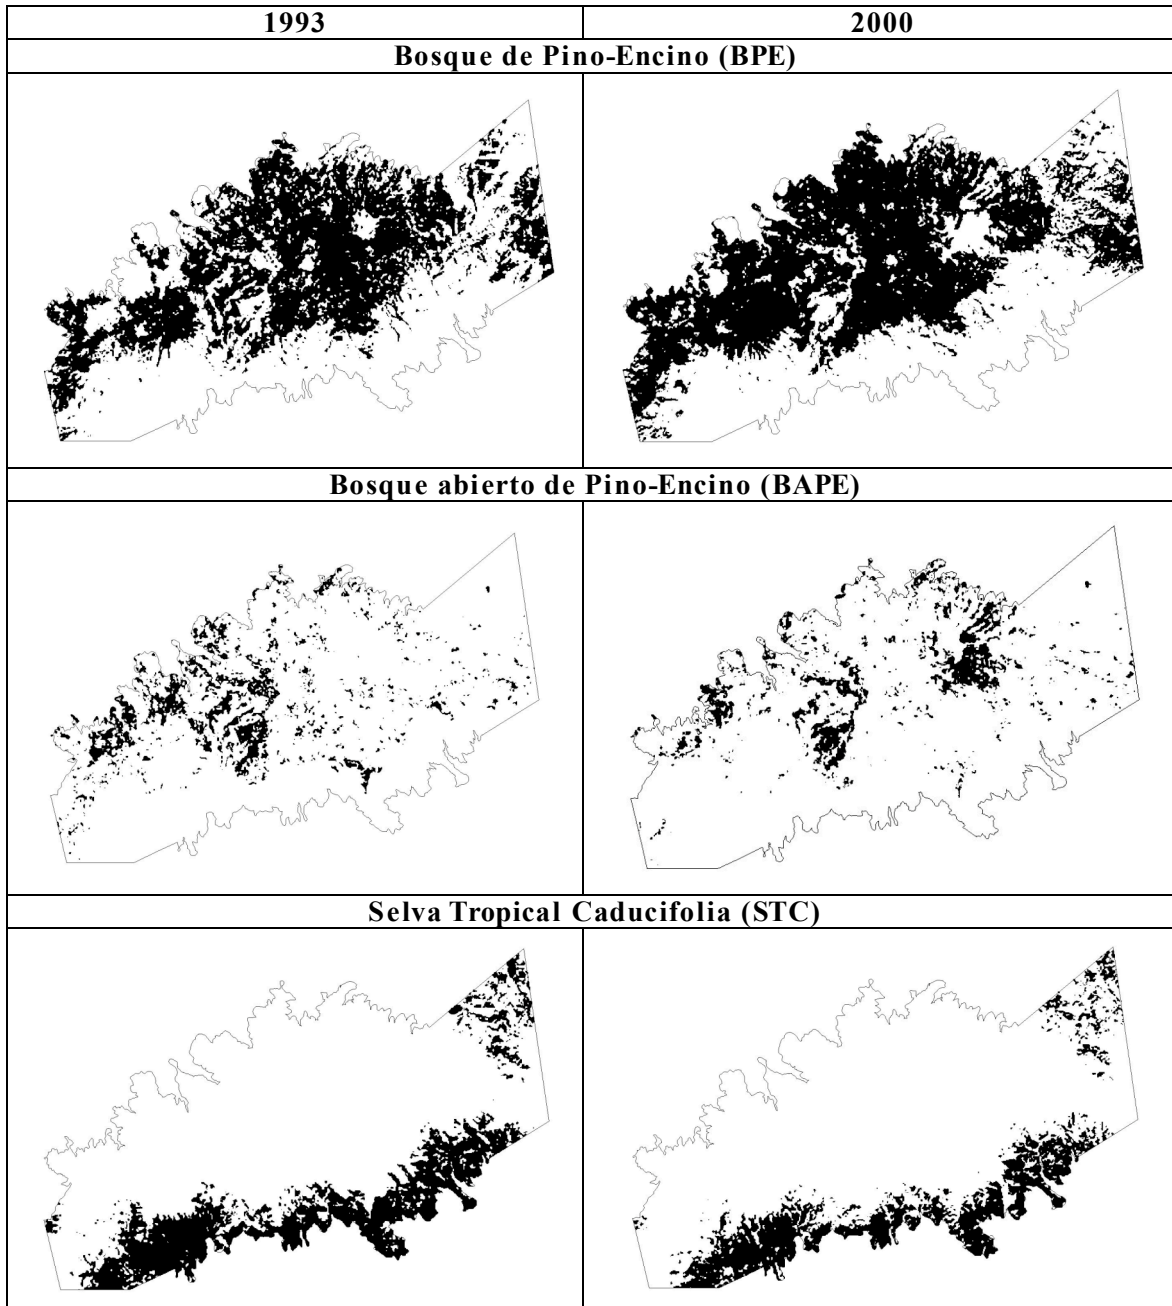 1993
2000
Bosque de Pino-Encino (BPE)
Bosque abierto de Pino-Encino (BAPE)
Selva Tropical Caducifolia (STC)